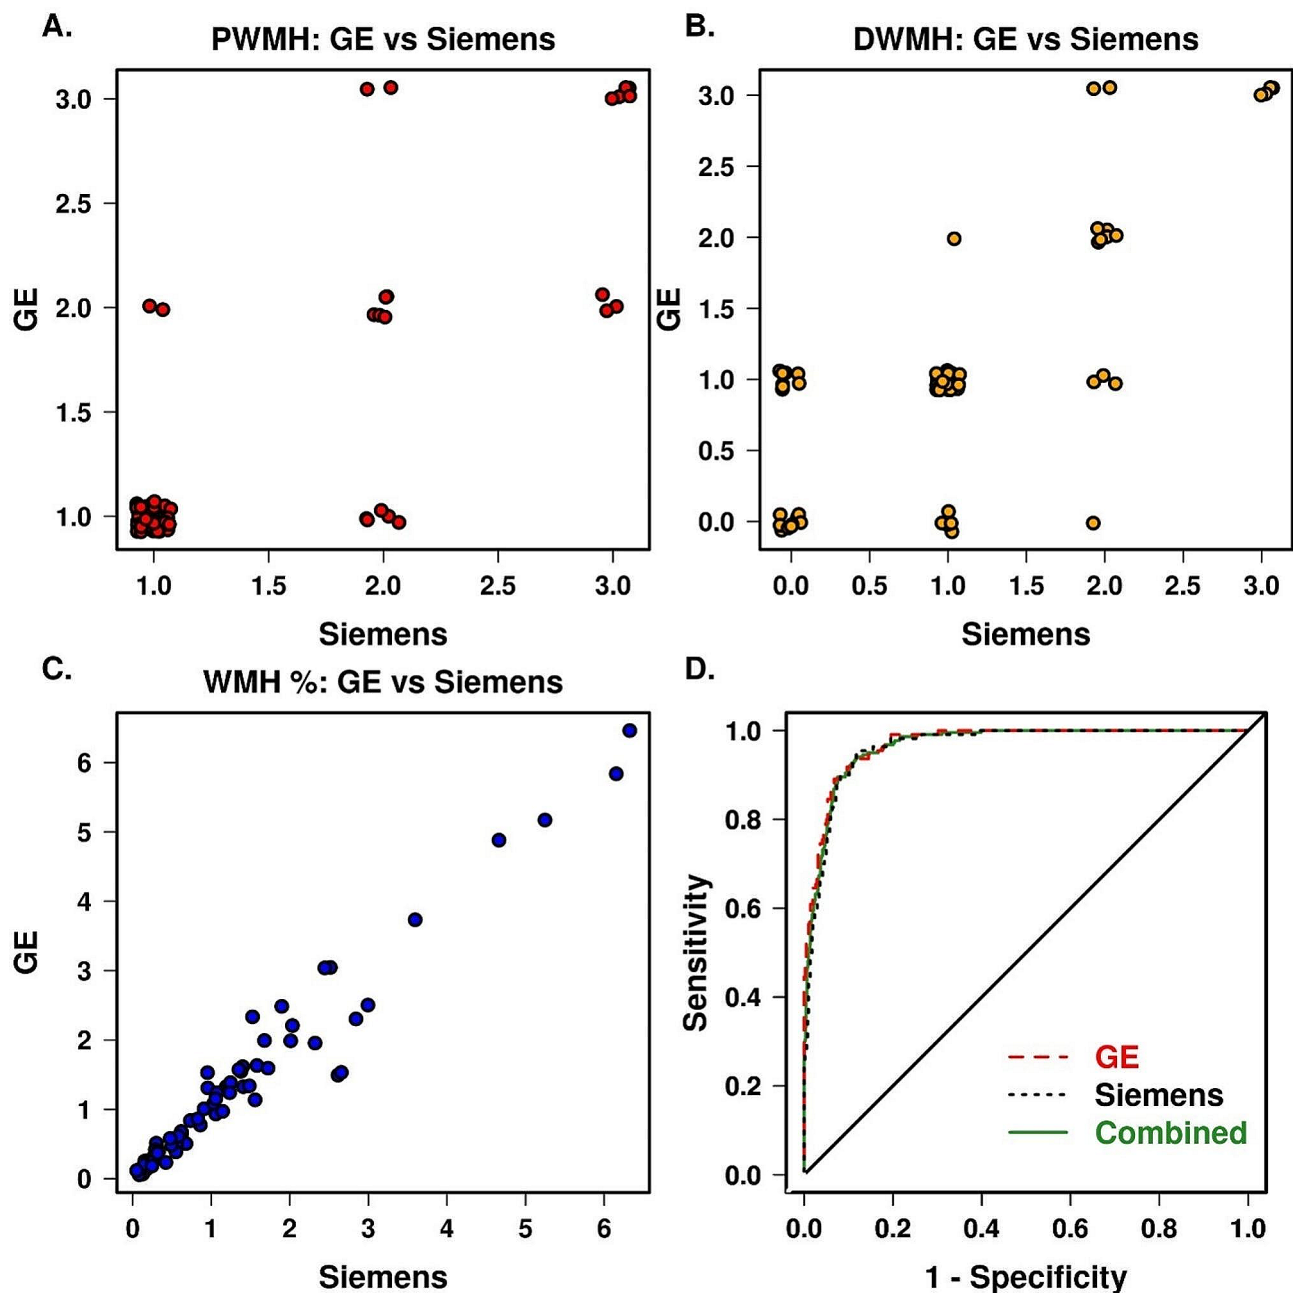 A.
PWMH: GE vs Siemens
3.0
2.5
2.0
1.5
1.0
GE
1.0 1.5 2.0 2.5 3.0
Siemens
B.
DWMH: GE vs Siemens
3.0
2.5
2.0
1.5
1.0
0.5
0.0
GE
0.0 0.5 1.0 1.5 2.0 2.5 3.0
Siemens
C.
WMH %: GE vs Siemens
6
5
4
3
2
1
0
GE
0 1 2 3 4 5 6
Siemens
D.
1.0
0.8
0.6
0.4
0.2
0.0
Sensitivity
GE
Siemens
Combined
0.0 0.2 0.4 0.6 0.8 1.0
1 - Specificity